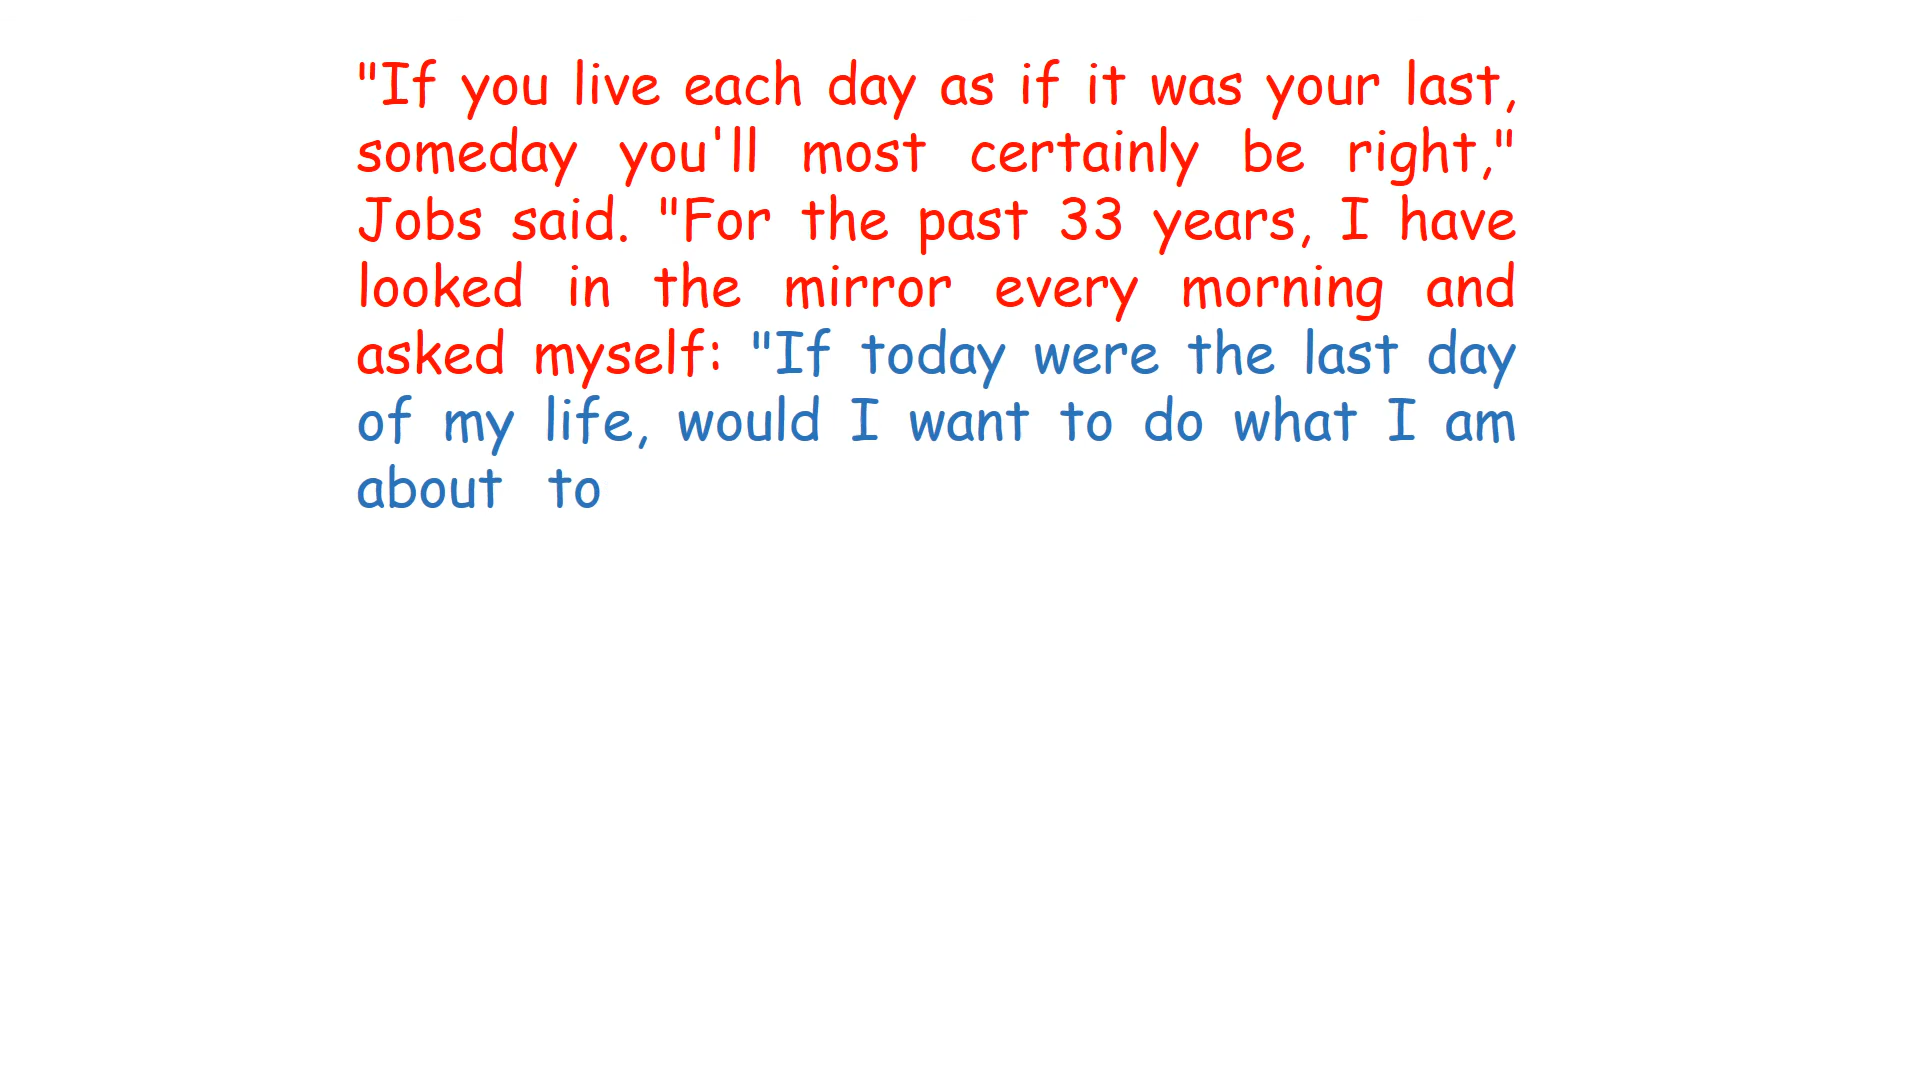 "If you live each day as if it was your last,
someday you'll most certainly be right,"
Jobs said. "For the past 33 years, I have
looked in the mirror every morning and
asked myself: "If today were the last day
of my life, would I want to do what I am
about to